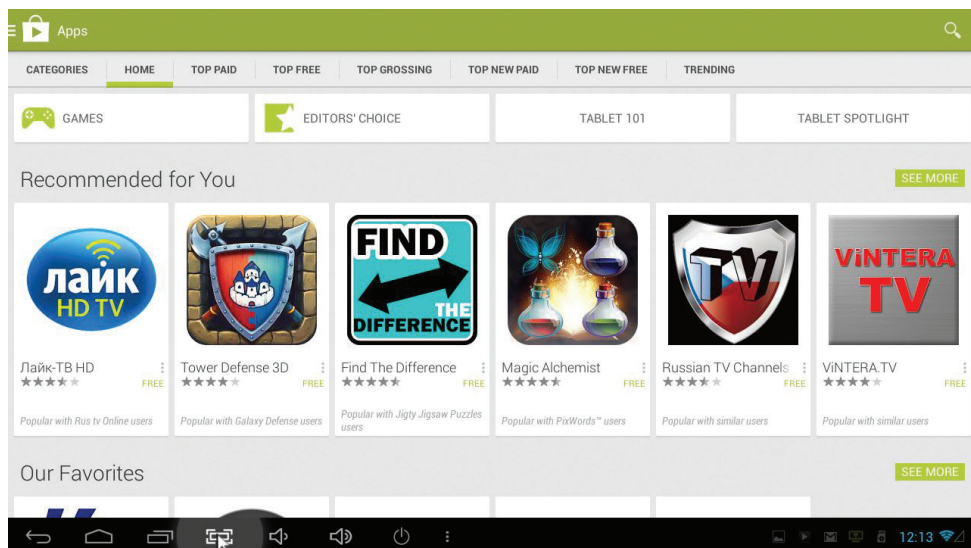 Apps
CATEGORIES HOME TOP PAID TOP FREE TOP GROSSING TOP NEW PAID TOP NEW FREE TRENDING
GAMES EDITORS' CHOICE TABLET 101 TABLET SPOTLIGHT
Recommended for You SEE MORE
лайк
HD TV
FIND
THE
DIFFERENCE
TV
ViNTERA
TV
Лайк-ТВ HD Tower Defense 3D Find The Difference Magic Alchemist Russian TV Channels ViNTERA.TV
FREE FREE FREE FREE FREE FREE
Popular with Rus tv Online users Popular with Galaxy Defense users Popular with Jigty Jigsaw Puzzles users Popular with PixWords™ users Popular with similar users Popular with similar users
Our Favorites SEE MORE
12:13